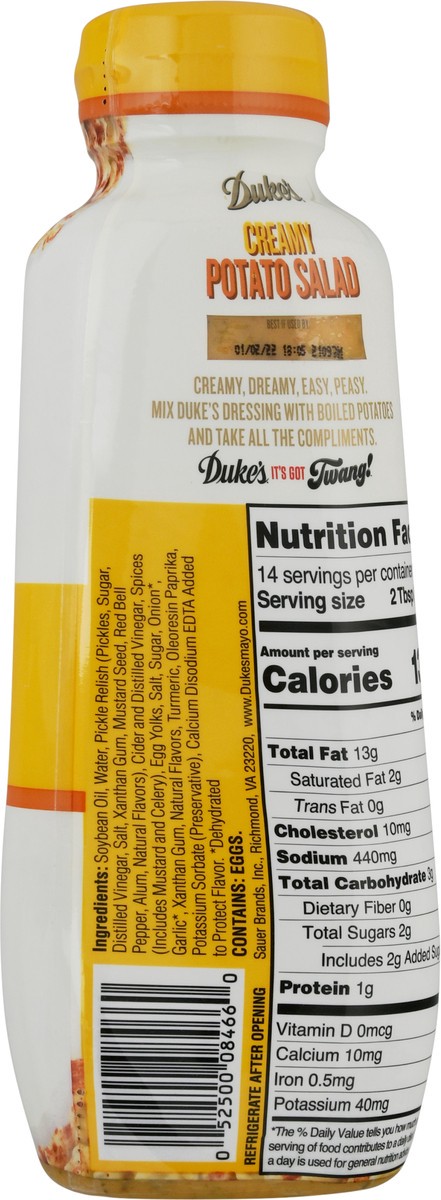 Duke's
CREAMY
POTATO SALAD
BEST IF USED BY
01/02/22 18:05
CREAMY, DREAMY, EASY, PEASY.
MIX DUKE'S DRESSING WITH BOILED POTATOES
AND TAKE ALL THE COMPLIMENTS.
Duke's IT'S GOT Twang!
Ingredients: Soybean Oil, Water, Pickle Relish (Pickles, Sugar,
Distilled Vinegar, Salt, Xanthan Gum, Mustard Seed, Red Bell
Pepper, Alum, Natural Flavors), Cider and Distilled Vinegar, Spices
(Includes Mustard and Celery), Egg Yolks, Salt, Sugar, Onion*,
Garlic*, Xanthan Gum, Natural Flavors, Turmeric, Oleoresin Paprika,
Potassium Sorbate (Preservative), Calcium Disodium EDTA Added
to Protect Flavor. *Dehydrated
CONTAINS: EGGS.
Sauer Brands, Inc., Richmond, VA 23220, www.Dukesmayo.com
REFRIGERATE AFTER OPENING
0 52500 08466 0
Nutrition Fac
14 servings per containe
Serving size 2 Tbsp
Amount per serving
Calories 1
% Da
Total Fat 13g
Saturated Fat 2g
Trans Fat 0g
Cholesterol 10mg
Sodium 440mg
Total Carbohydrate 3g
Dietary Fiber 0g
Total Sugars 2g
Includes 2g Added Sug
Protein 1g
Vitamin D 0mcg
Calcium 10mg
Iron 0.5mg
Potassium 40mg
*The % Daily Value tells you how much
serving of food contributes to a daily
a day is used for general nutrition